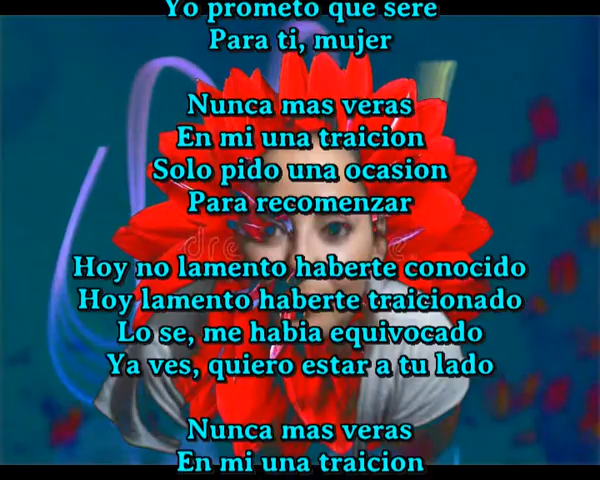 Yo prometo que sere
Para ti, mujer
Nunca mas veras
En mi una traicion
Solo pido una ocasion
Para recomenzar
Hoy no lamento haberte conocido
Hoy lamento haberte traicionado
Lo se, me habia equivocado
Ya ves, quiero estar a tu lado
Nunca mas veras
En mi una traicion